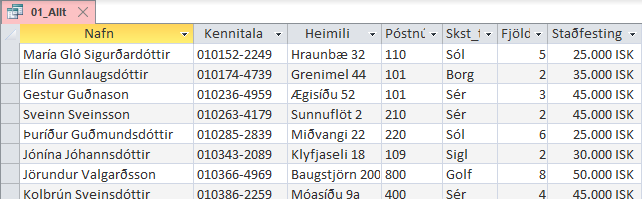 01_Allt
Nafn Kennitala Heimili Póstnú Skst_f Fjöld Staðfesting
María Gló Sigurðardóttir 010152-2249 Hraunbæ 32 110 Sól 5 25.000 ISK
Elín Gunnlaugsdóttir 010174-4739 Grenimel 44 101 Borg 2 35.000 ISK
Gestur Guðnason 010236-4959 Ægisíðu 52 101 Sér 3 45.000 ISK
Sveinn Sveinsson 010263-4179 Sunnuflöt 2 210 Sér 2 45.000 ISK
Þuríður Guðmundsdóttir 010285-2839 Miðvangi 22 220 Sól 6 25.000 ISK
Jónína Jóhannsdóttir 010343-2089 Klyfjaseli 18 109 Sigl 2 30.000 ISK
Jörundur Valgarðsson 010366-4969 Baugstjörn 200 800 Golf 8 50.000 ISK
Kolbrún Sveinsdóttir 010386-2259 Móasíðu 9a 400 Sér 4 45.000 ISK